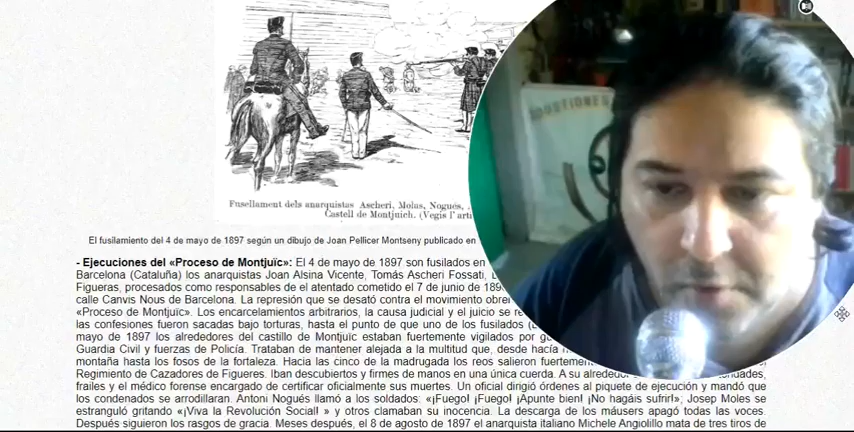 Fusellament dels anarquistas Ascheri, Molas, Nogués,
Castell de Montjuich. (Vegis l' arti
El fusilamiento del 4 de mayo de 1897 según un dibujo de Joan Pellicer Montseny publicado en
- Ejecuciones del «Proceso de Montjuïc»: El 4 de mayo de 1897 son fusilados en
Barcelona (Cataluña) los anarquistas Joan Alsina Vicente, Tomás Ascheri Fossati,
Figueras, procesados como responsables de el atentado cometido el 7 de junio de 189
calle Canvis Nous de Barcelona. La represión que se desató contra el movimiento obrer
«Proceso de Montjuïc». Los encarcelamientos arbitrarios, la causa judicial y el juicio se re
las confesiones fueron sacadas bajo torturas, hasta el punto de que uno de los fusilados (
mayo de 1897 los alrededores del castillo de Montjuïc estaban fuertemente vigilados por gu
Guardia Civil y fuerzas de Policía. Trataban de mantener alejada a la multitud que, desde hacía
montaña hasta los fosos de la fortaleza. Hacia las cinco de la madrugada los reos salieron fuertement
Regimiento de Cazadores de Figueres. Iban descubiertos y firmes de manos en una única cuerda. A su alrededo
frailes y el médico forense encargado de certificar oficialmente sus muertes. Un oficial dirigió órdenes al piquete de ejecución y mandó que
los condenados se arrodillaran. Antoni Nogués llamó a los soldados: «¡Fuego! ¡Fuego! ¡Apunte bien! ¡No hagáis sufrir!»; Josep Moles se
estranguló gritando «¡Viva la Revolución Social! » y otros clamaban su inocencia. La descarga de los máusers apagó todas las voces.
Después siguieron los rasgos de gracia. Meses después, el 8 de agosto de 1897 el anarquista italiano Michele Angiolillo mata de tres tiros de